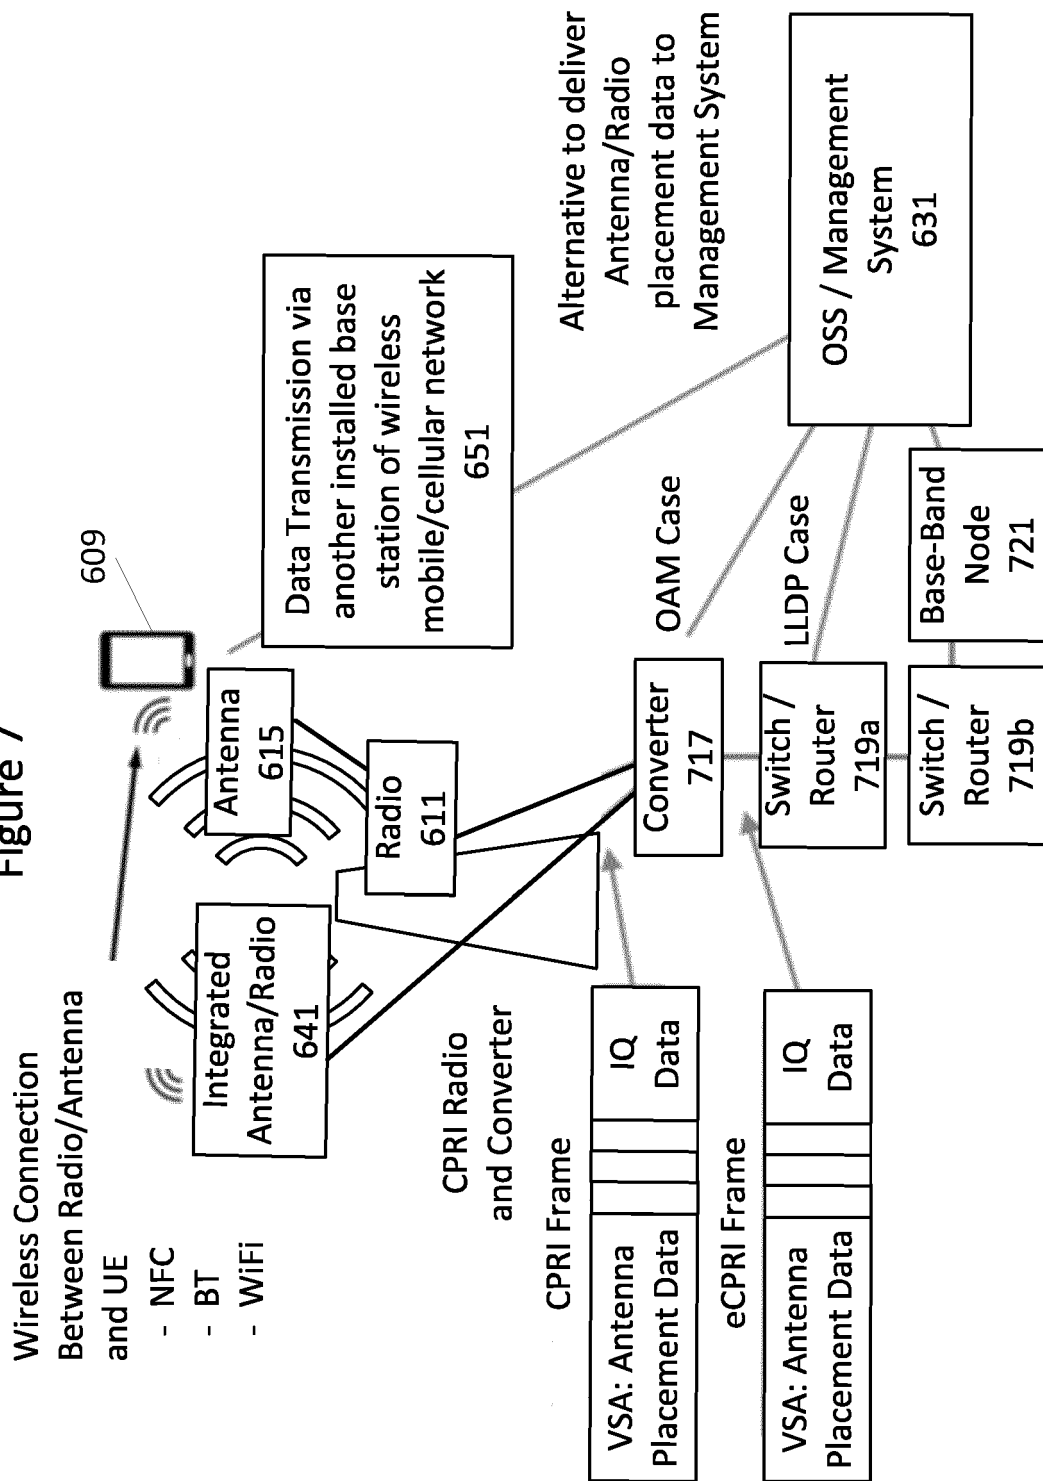 Figure 7
Wireless Connection
Between Radio/Antenna
and UE
- NFC
- BT
- WiFi
609
Integrated
Antenna/Radio
641
Antenna
615
Radio
611
Data Transmission via
another installed base
station of wireless
mobile/cellular network
651
Alternative to deliver
Antenna/Radio
placement data to
Management System
CPRI Radio
and Converter
CPRI Frame
VSA: Antenna
Placement Data
IQ
Data
eCPRI Frame
VSA: Antenna
Placement Data
IQ
Data
Converter
717
OAM Case
Switch /
Router
719a
LLDP Case
Switch /
Router
719b
Base-Band
Node
721
OSS / Management
System
631